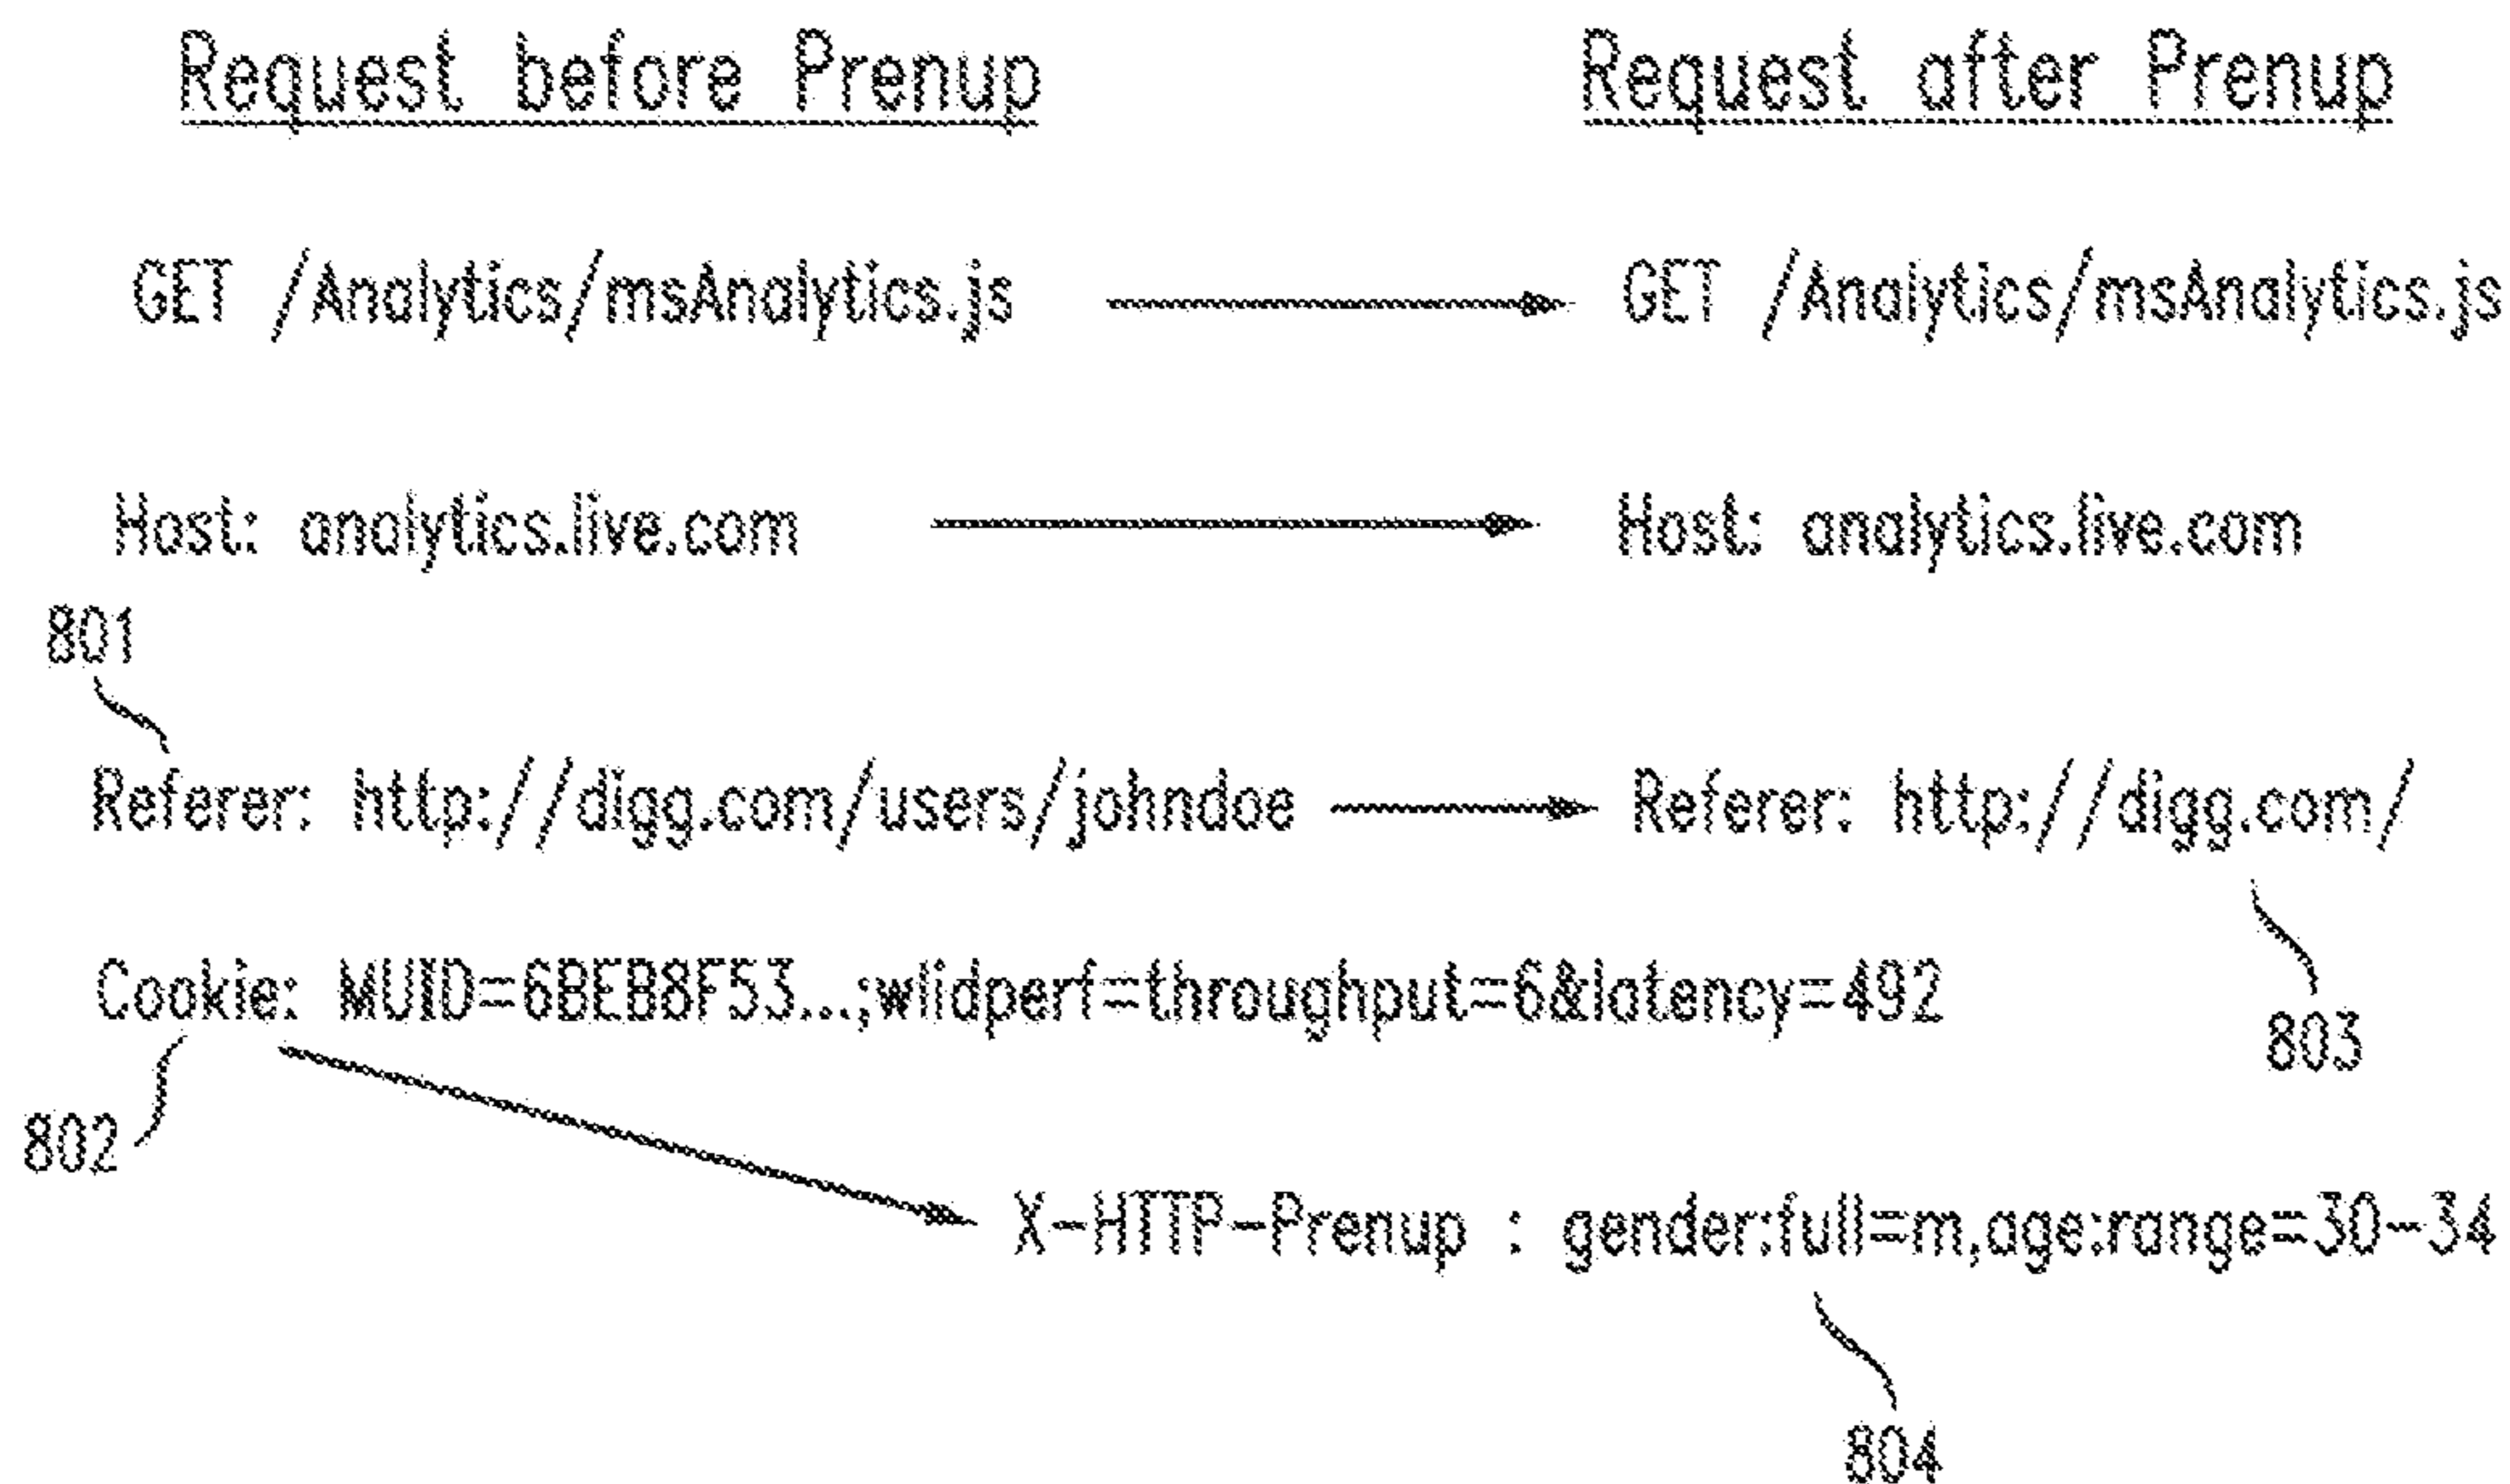 Request before Prenup Request after Prenup
GET /Analytics/msAnalytics.js GET /Analytics/msAnalytics.js
Host: analytics.live.com Host: analytics.live.com
801
Referer: http://digg.com/users/johndoe Referer: http://digg.com/
Cookie: MUID=6BEB8F53...;wlidperf=throughput=6&latency=492
803
802
X-HTTP-Prenup : gender:full=m,age:range=30-34
804